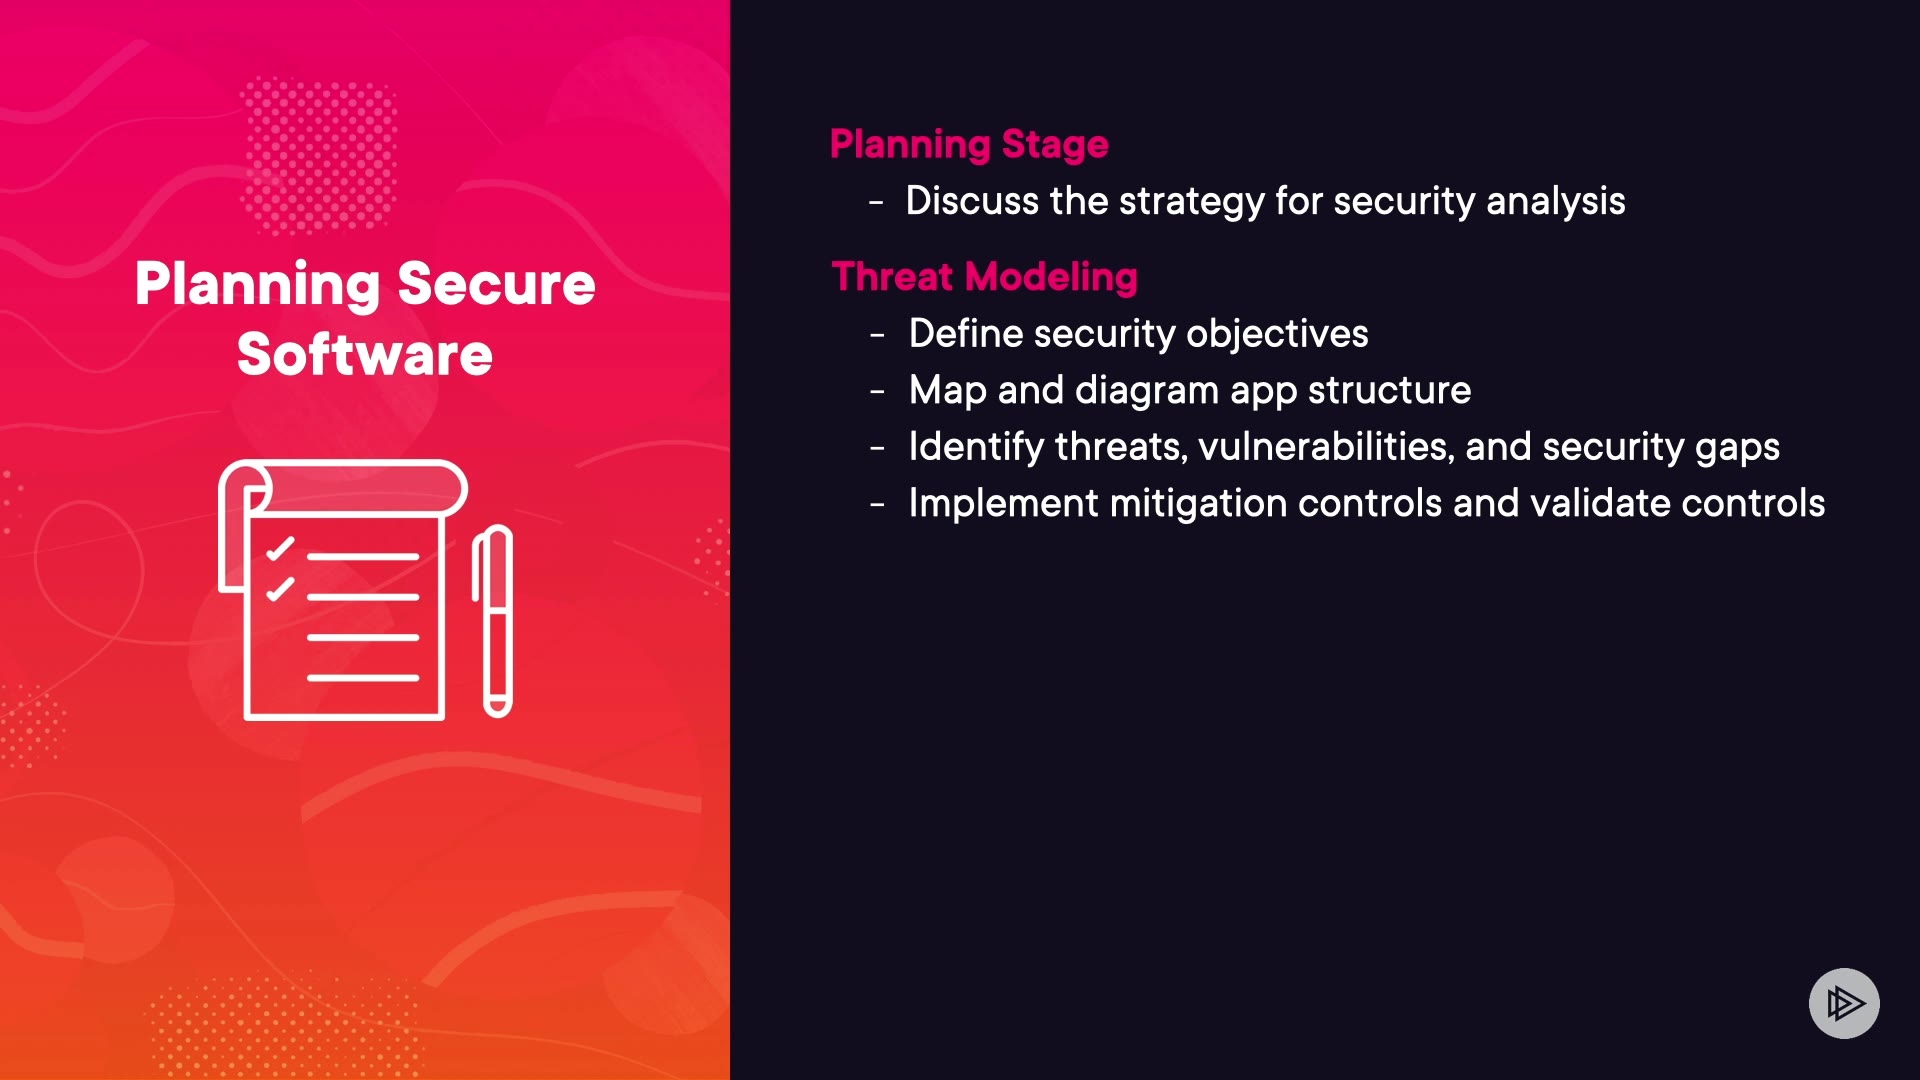 Planning Secure
Software
Planning Stage
- Discuss the strategy for security analysis
Threat Modeling
- Define security objectives
- Map and diagram app structure
- Identify threats, vulnerabilities, and security gaps
- Implement mitigation controls and validate controls